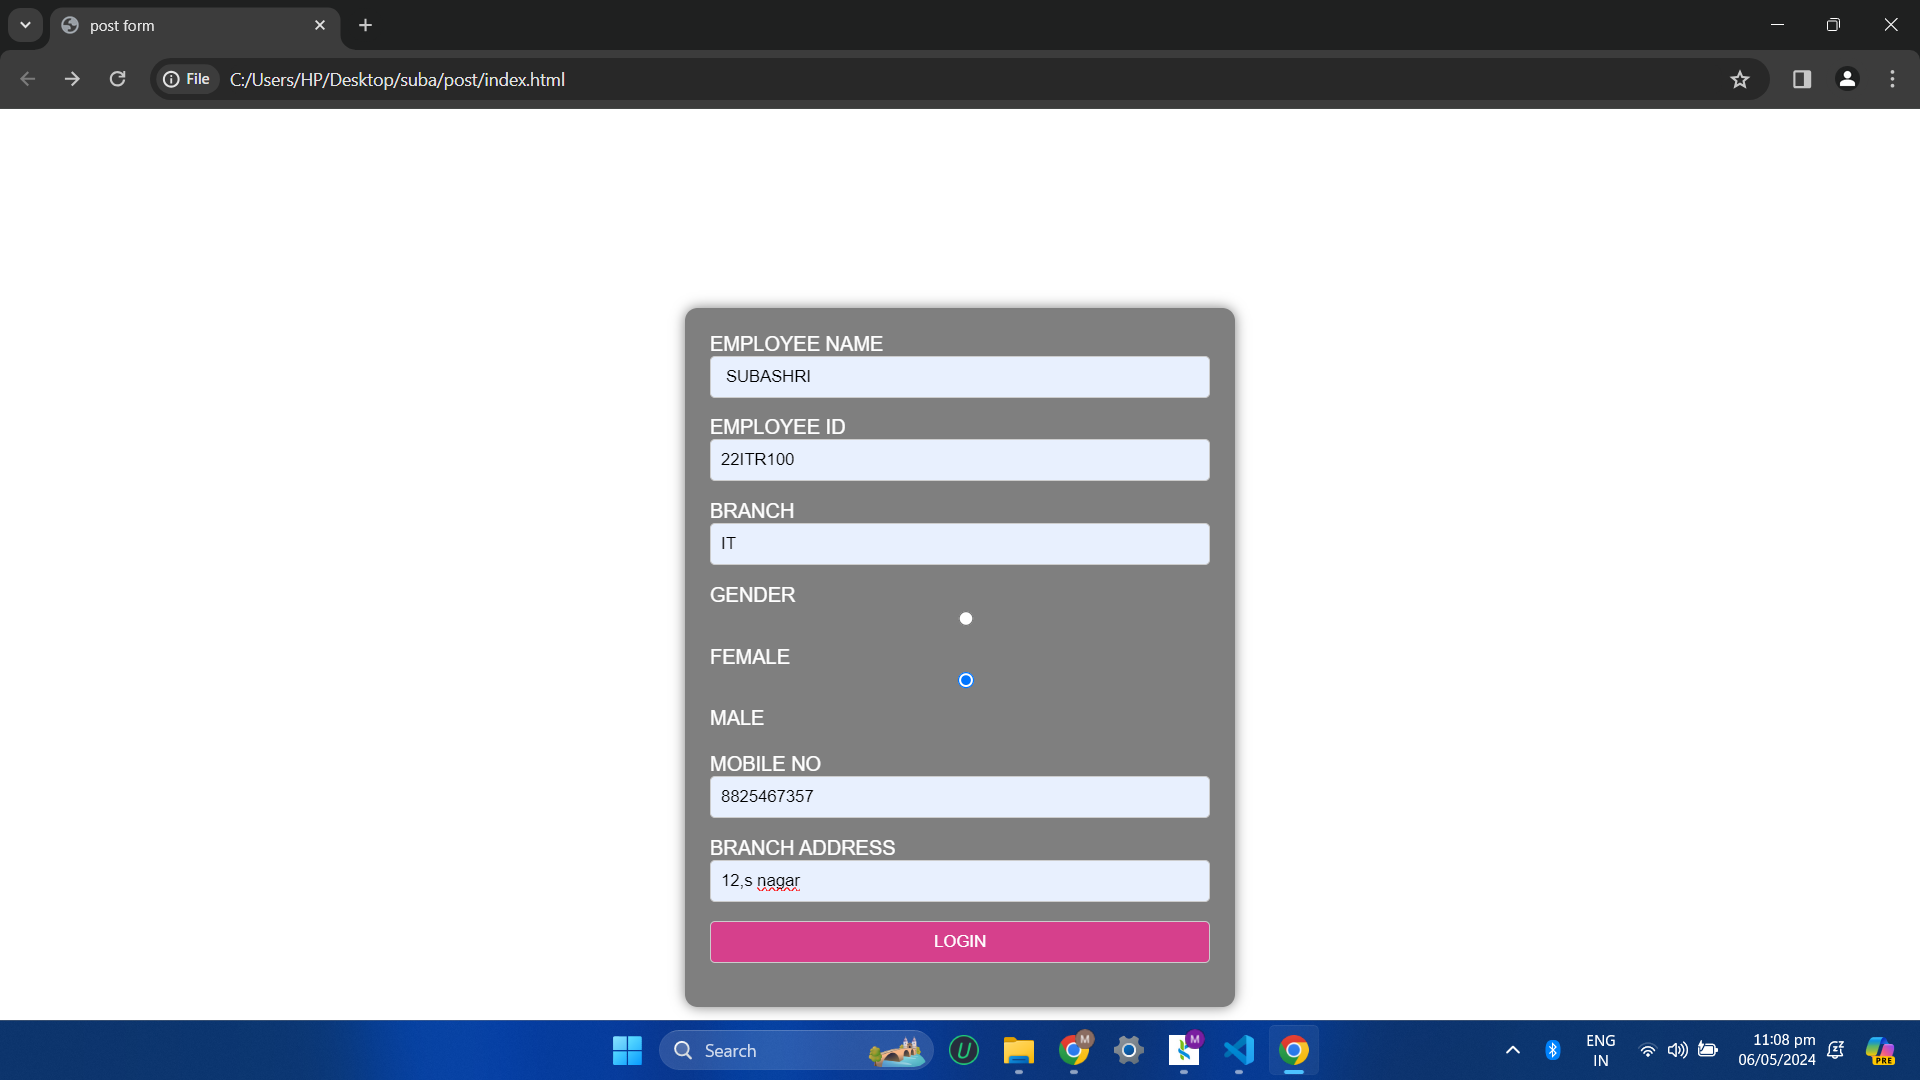 post form
File C:/Users/HP/Desktop/suba/post/index.html
EMPLOYEE NAME
SUBASHRI
EMPLOYEE ID
22ITR100
BRANCH
IT
GENDER
FEMALE
MALE
MOBILE NO
8825467357
BRANCH ADDRESS
12,s nagar
LOGIN
Search
U
M
M
ENG
IN
11:08 pm
06/05/2024
PRE